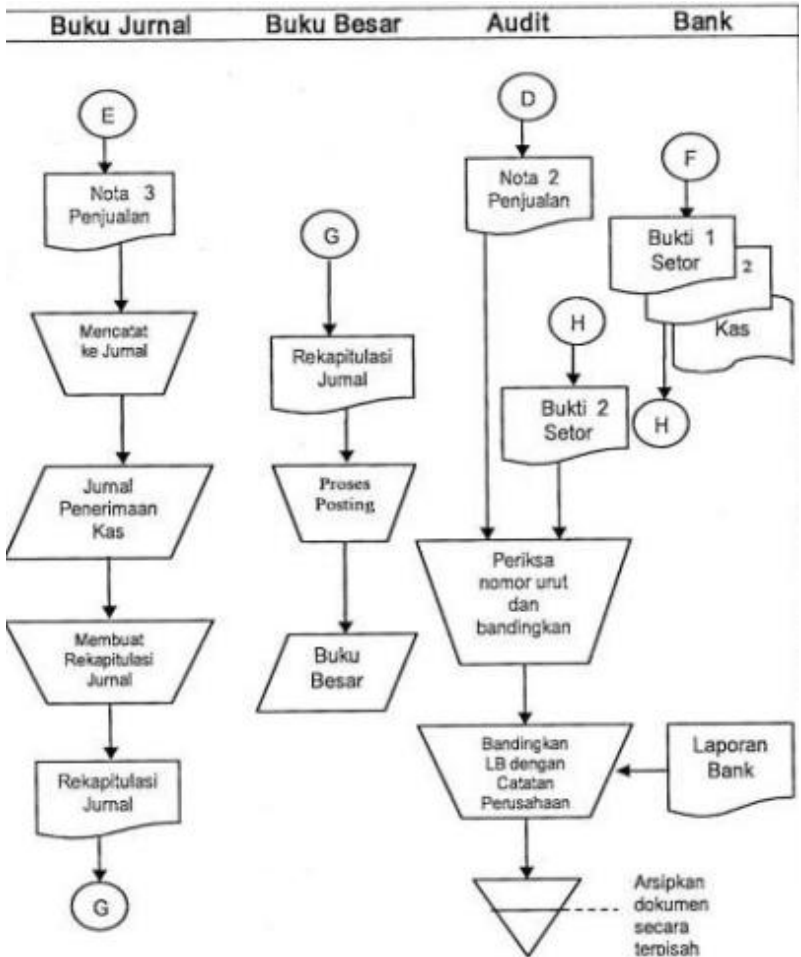 Buku Jurnal
Buku Besar
Audit
Bank
E
Nota 3
Penjualan
Mencatat
ke Jurnal
Jurnal
Penerimaan
Kas
Membuat
Rekapitulasi
Jurnal
Rekapitulasi
Jurnal
G
G
Rekapitulasi
Jurnal
Proses
Posting
Buku
Besar
D
Nota 2
Penjualan
H
Bukti 2
Setor
Periksa
nomor urut
dan
bandingkan
Bandingkan
LB dengan
Catatan
Perusahaan
Arsipkan
dokumen
secara
terpisah
F
Bukti 1
Setor
2
Kas
H
Laporan
Bank